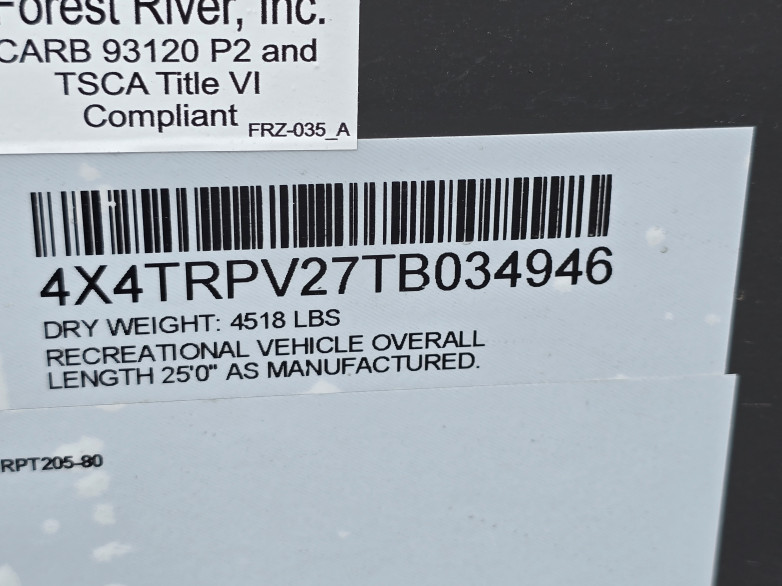 Forest River, Inc.
CARB 93120 P2 and
TSCA Title VI
Compliant
FRZ-035_A
4X4TRPV27TB034946
DRY WEIGHT: 4518 LBS
RECREATIONAL VEHICLE OVERALL
LENGTH 25'0" AS MANUFACTURED.
RPT205-80